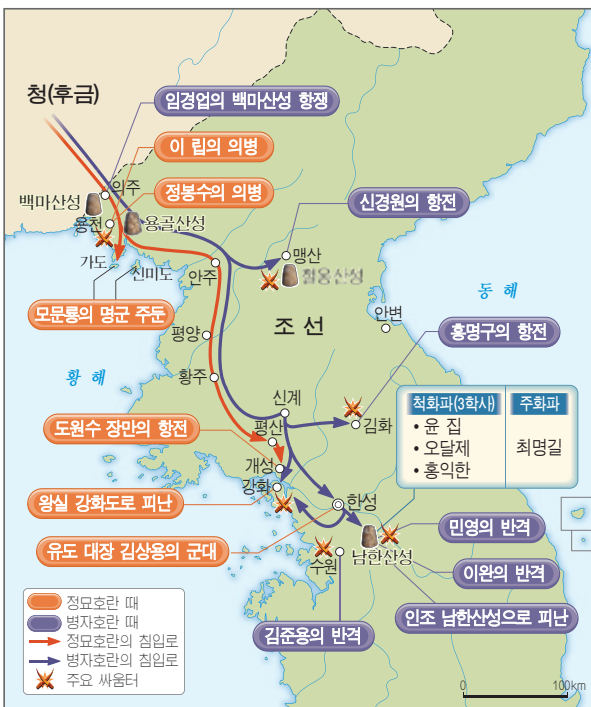 청(후금)
임경업의 백마산성 항쟁
이 립의 의병
정봉수의 의병
의주
백마산성
용천
용골산성
신경원의 항전
맹산
철옹산성
가도
신미도
안주
모문룡의 명군 주둔
동해
조선
안변
평양
홍명구의 항전
황해
황주
신계
척화파(3학사)
주화파
• 윤 집
• 오달제
• 홍익한
최명길
김화
도원수 장만의 항전
평산
개성
강화
왕실 강화도로 피난
한성
민영의 반격
유도 대장 김상용의 군대
남한산성
이완의 반격
수원
인조 남한산성으로 피난
김준용의 반격
정묘호란 때
병자호란 때
정묘호란의 침입로
병자호란의 침입로
주요 싸움터
0
100km